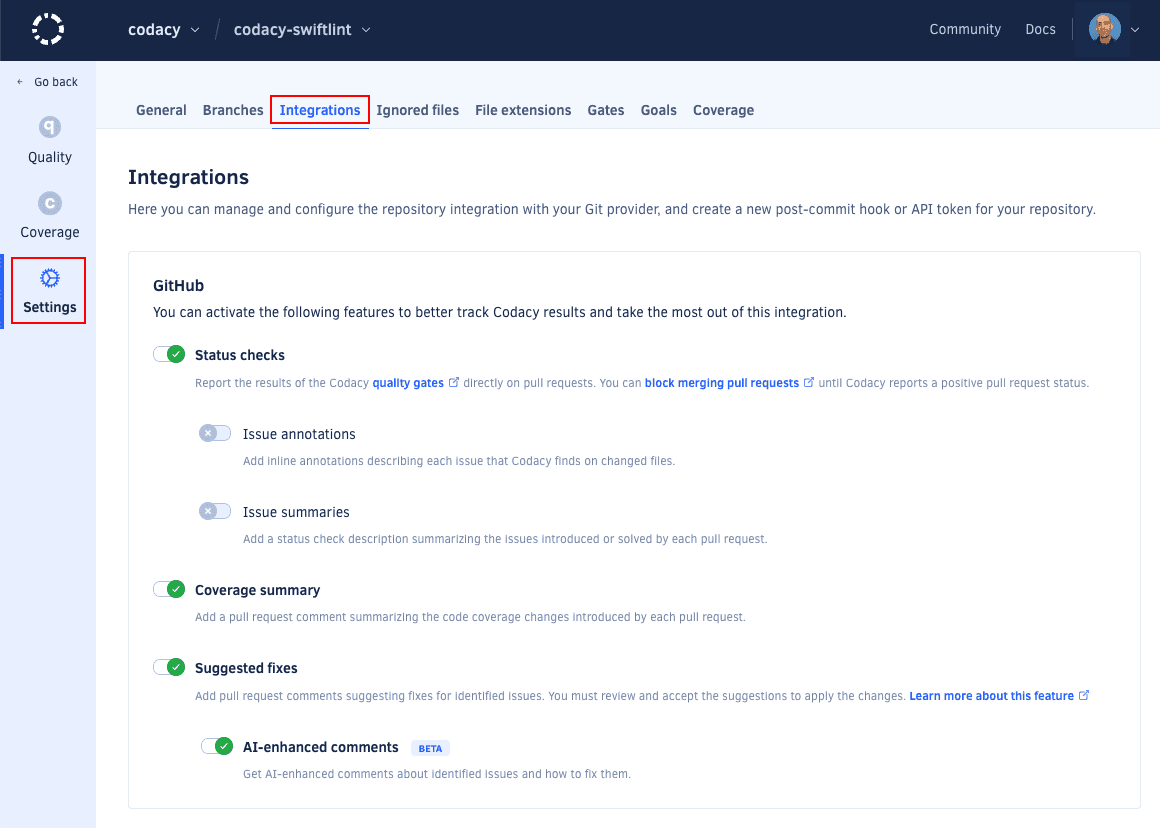 codacy codacy-swiftlint Community Docs
← Go back
General Branches Integrations Ignored files File extensions Gates Goals Coverage
q
Quality
c
Coverage
Settings
Integrations
Here you can manage and configure the repository integration with your Git provider, and create a new post-commit hook or API token for your repository.
GitHub
You can activate the following features to better track Codacy results and take the most out of this integration.
Status checks
Report the results of the Codacy quality gates directly on pull requests. You can block merging pull requests until Codacy reports a positive pull request status.
Issue annotations
Add inline annotations describing each issue that Codacy finds on changed files.
Issue summaries
Add a status check description summarizing the issues introduced or solved by each pull request.
Coverage summary
Add a pull request comment summarizing the code coverage changes introduced by each pull request.
Suggested fixes
Add pull request comments suggesting fixes for identified issues. You must review and accept the suggestions to apply the changes. Learn more about this feature
AI-enhanced comments BETA
Get AI-enhanced comments about identified issues and how to fix them.